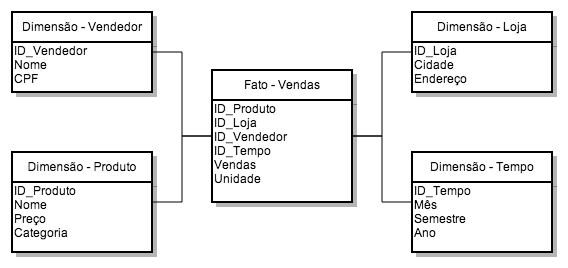 Dimensão - Vendedor
ID_Vendedor
Nome
CPF
Dimensão - Produto
ID_Produto
Nome
Preço
Categoria
Fato - Vendas
ID_Produto
ID_Loja
ID_Vendedor
ID_Tempo
Vendas
Unidade
Dimensão - Loja
ID_Loja
Cidade
Endereço
Dimensão - Tempo
ID_Tempo
Mês
Semestre
Ano